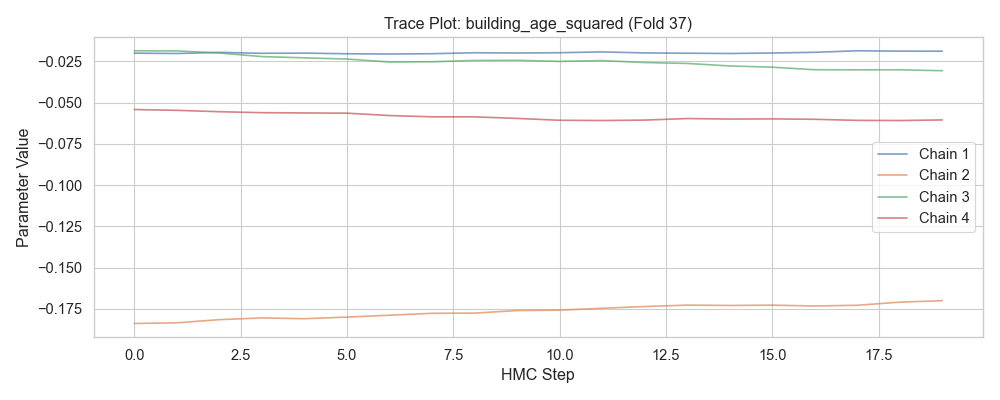 Trace Plot: building_age_squared (Fold 37)
Parameter Value
−0.025
−0.050
−0.075
−0.100
−0.125
−0.150
−0.175
Chain 1
Chain 2
Chain 3
Chain 4
0.0 2.5 5.0 7.5 10.0 12.5 15.0 17.5
HMC Step